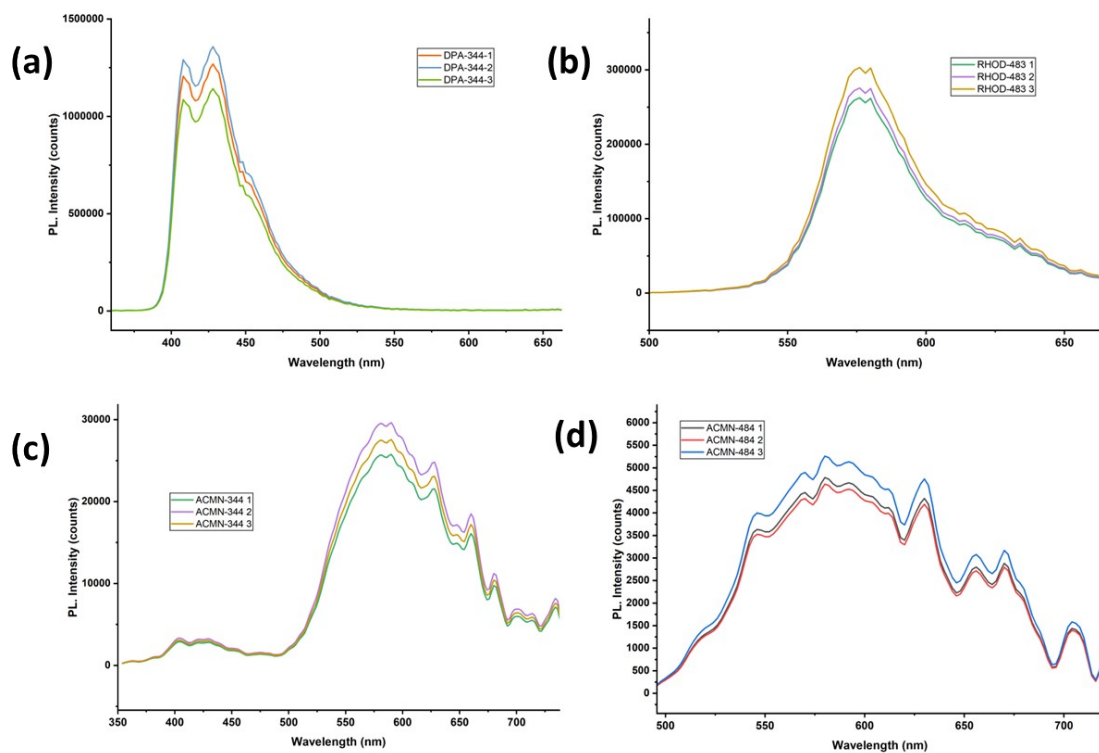 (a)
1500000
1000000
500000
0
PL. Intensity (counts)
DPA-344-1
DPA-344-2
DPA-344-3
400 450 500 550 600 650
Wavelength (nm)
(b)
300000
200000
100000
0
PL. Intensity (counts)
RHOD-483 1
RHOD-483 2
RHOD-483 3
500 550 600 650
Wavelength (nm)
(c)
30000
20000
10000
0
PL. Intensity (counts)
ACMN-344 1
ACMN-344 2
ACMN-344 3
350 400 450 500 550 600 650 700
Wavelength (nm)
(d)
6000
5500
5000
4500
4000
3500
3000
2500
2000
1500
1000
500
0
PL. Intensity (counts)
ACMN-484 1
ACMN-484 2
ACMN-484 3
500 550 600 650 700
Wavelength (nm)